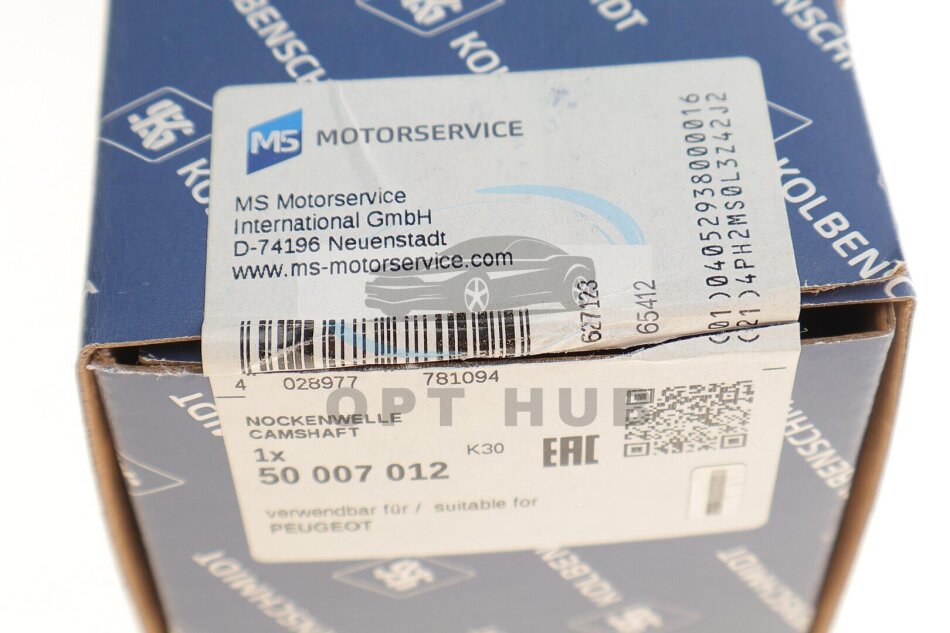 MS MOTORSERVICE
MS Motorservice
International GmbH
D-74196 Neuenstadt
www.ms-motorservice.com
627123
65412
(01)04052938000016
(21)4PH2MS0L3Z42J2
4 028977 781094
OPT HUB
NOCKENWELLE
CAMSHAFT
1x
K30
EAC
50 007 012
verwendbar für / suitable for
PEUGEOT
KOLBENSCHMIDT